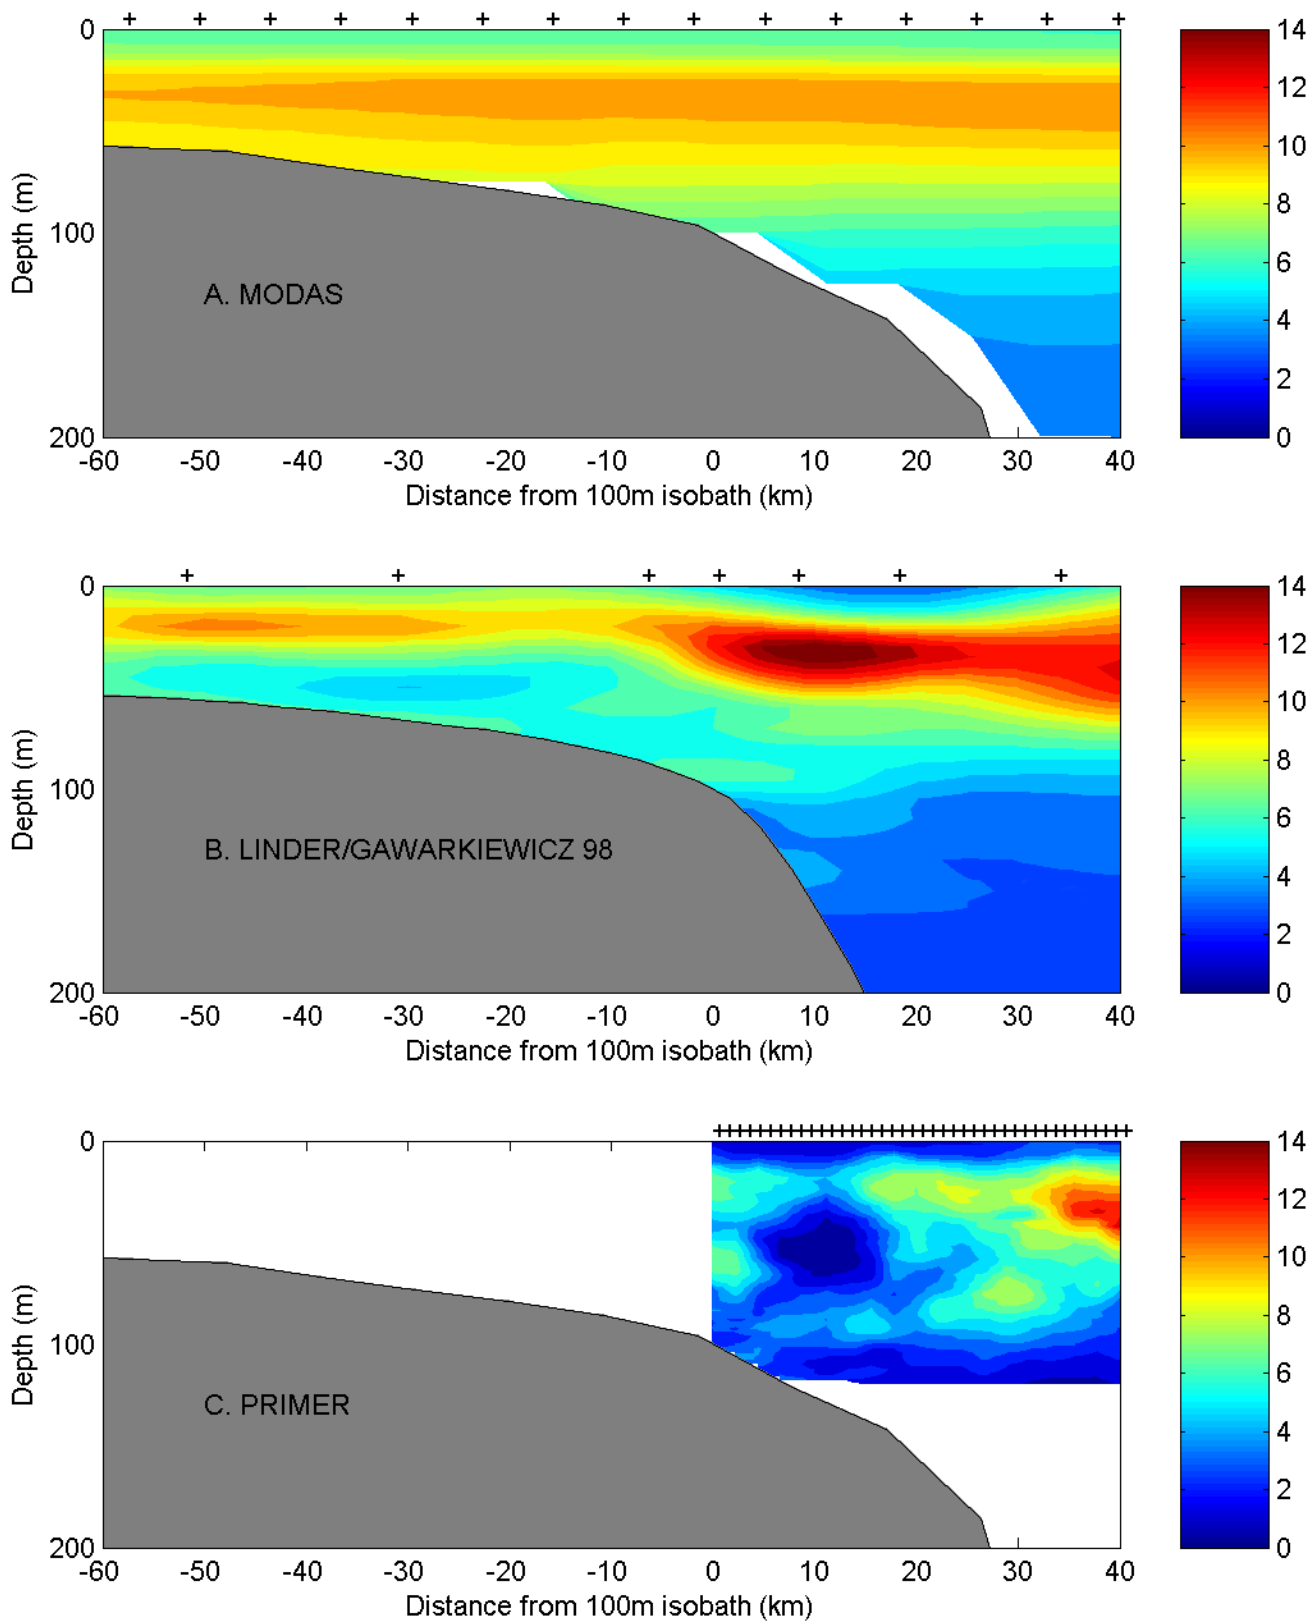 + + + + + + + + + + + + + + +
0 14
12
10
Depth (m) 100 8
A. MODAS 6
4
2
200 0
-60 -50 -40 -30 -20 -10 0 10 20 30 40
Distance from 100m isobath (km)
+ + + + + + +
0 14
12
10
Depth (m) 100 8
B. LINDER/GAWARKIEWICZ 98 6
4
2
200 0
-60 -50 -40 -30 -20 -10 0 10 20 30 40
Distance from 100m isobath (km)
0 14
12
10
Depth (m) 100 8
C. PRIMER 6
4
2
200 0
-60 -50 -40 -30 -20 -10 0 10 20 30 40
Distance from 100m isobath (km)